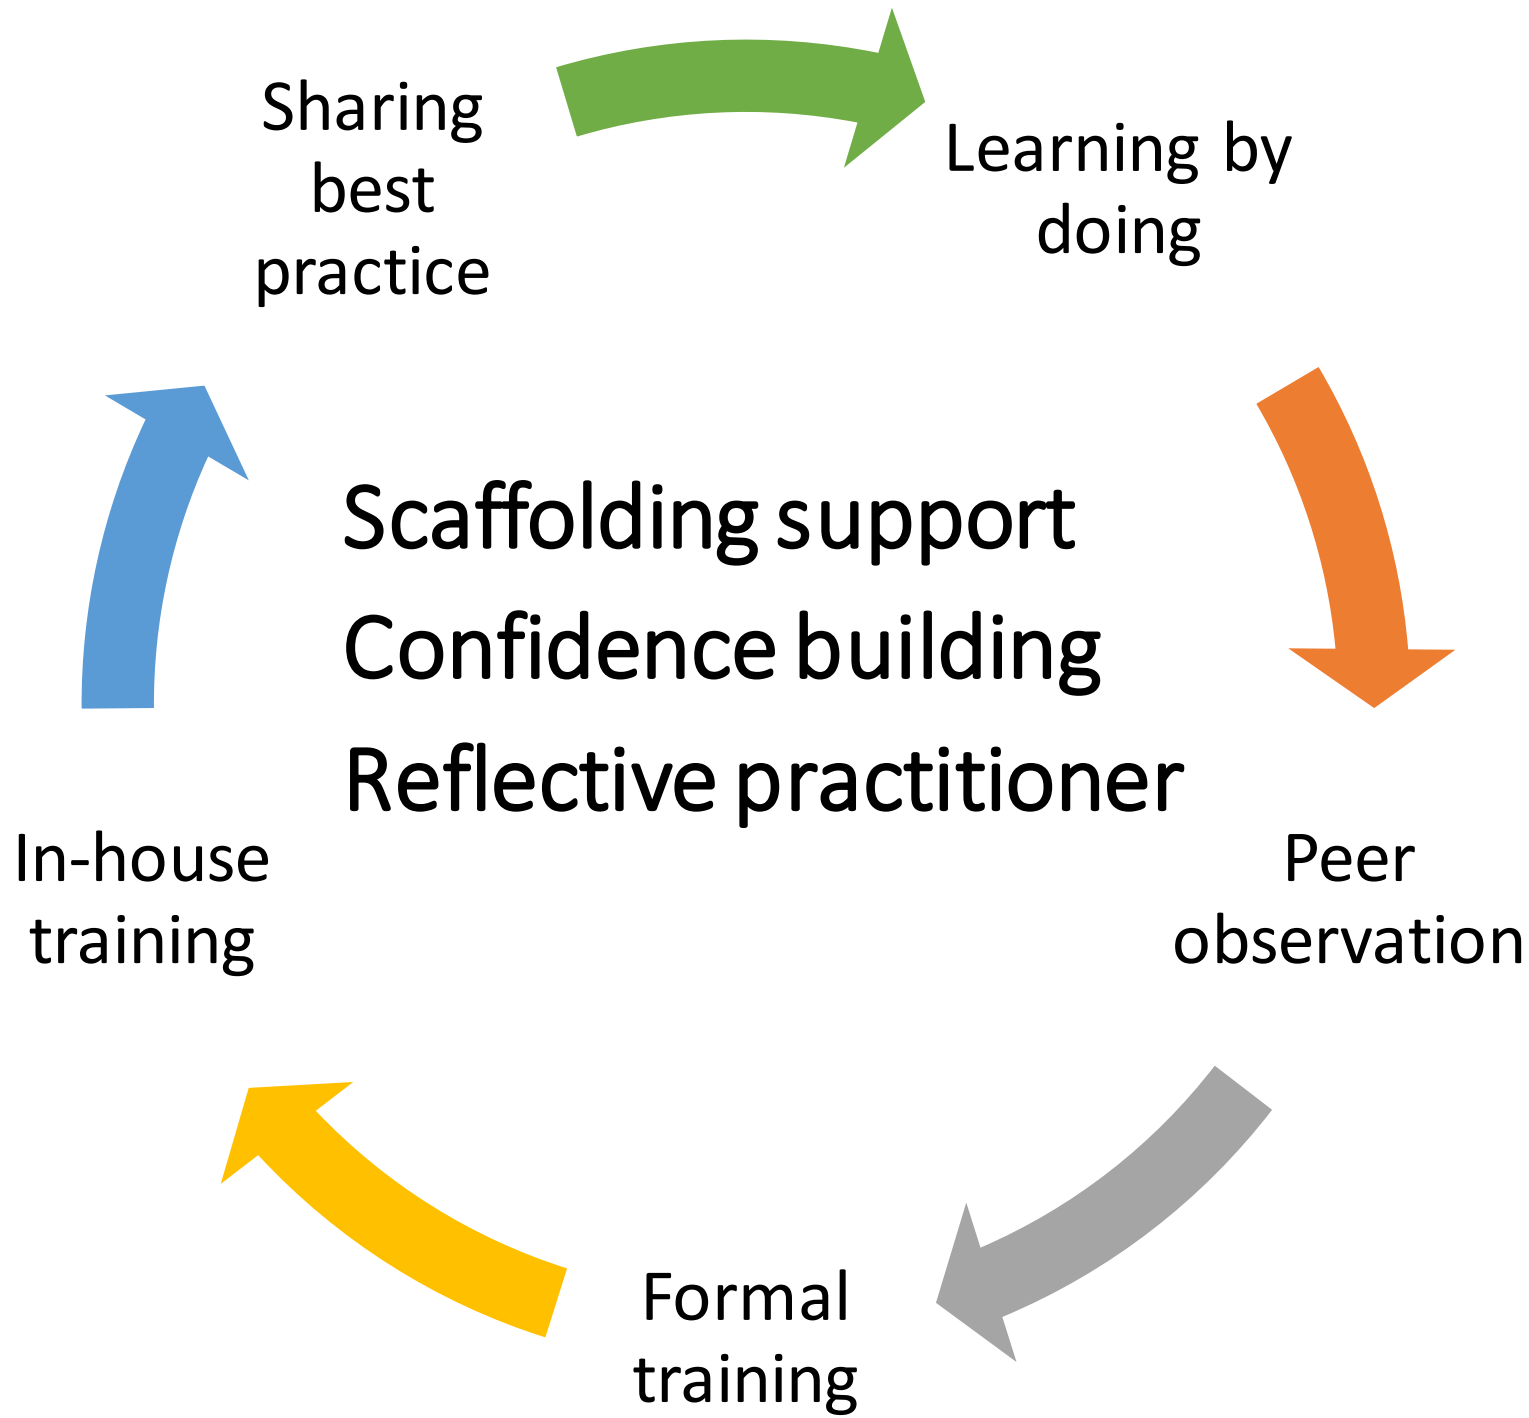 Sharing
best
practice
Learning by
doing
Scaffolding support
Confidence building
Reflective practitioner
In-house
training
Peer
observation
Formal
training